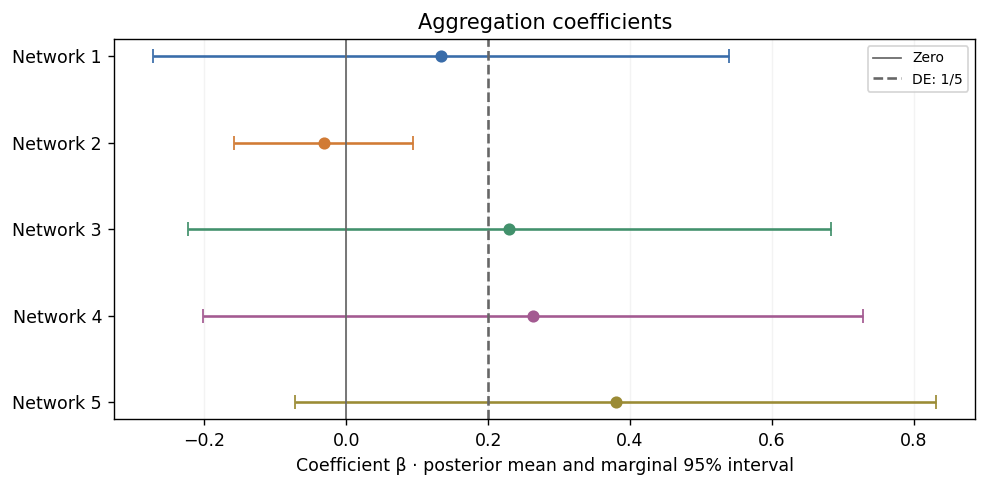 Aggregation coefficients
Network 1
Network 2
Network 3
Network 4
Network 5
Zero
DE: 1/5
−0.2 0.0 0.2 0.4 0.6 0.8
Coefficient β · posterior mean and marginal 95% interval